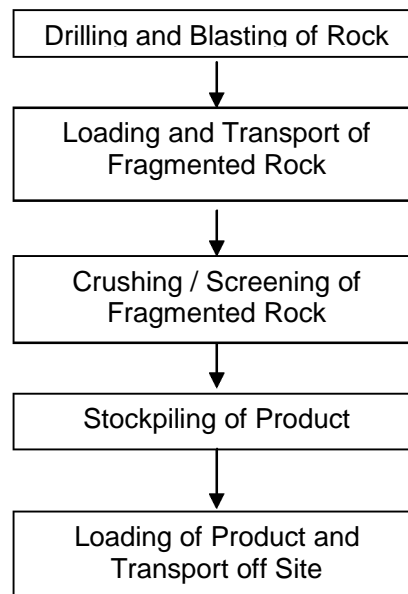 Drilling and Blasting of Rock
Loading and Transport of
Fragmented Rock
Crushing / Screening of
Fragmented Rock
Stockpiling of Product
Loading of Product and
Transport off Site